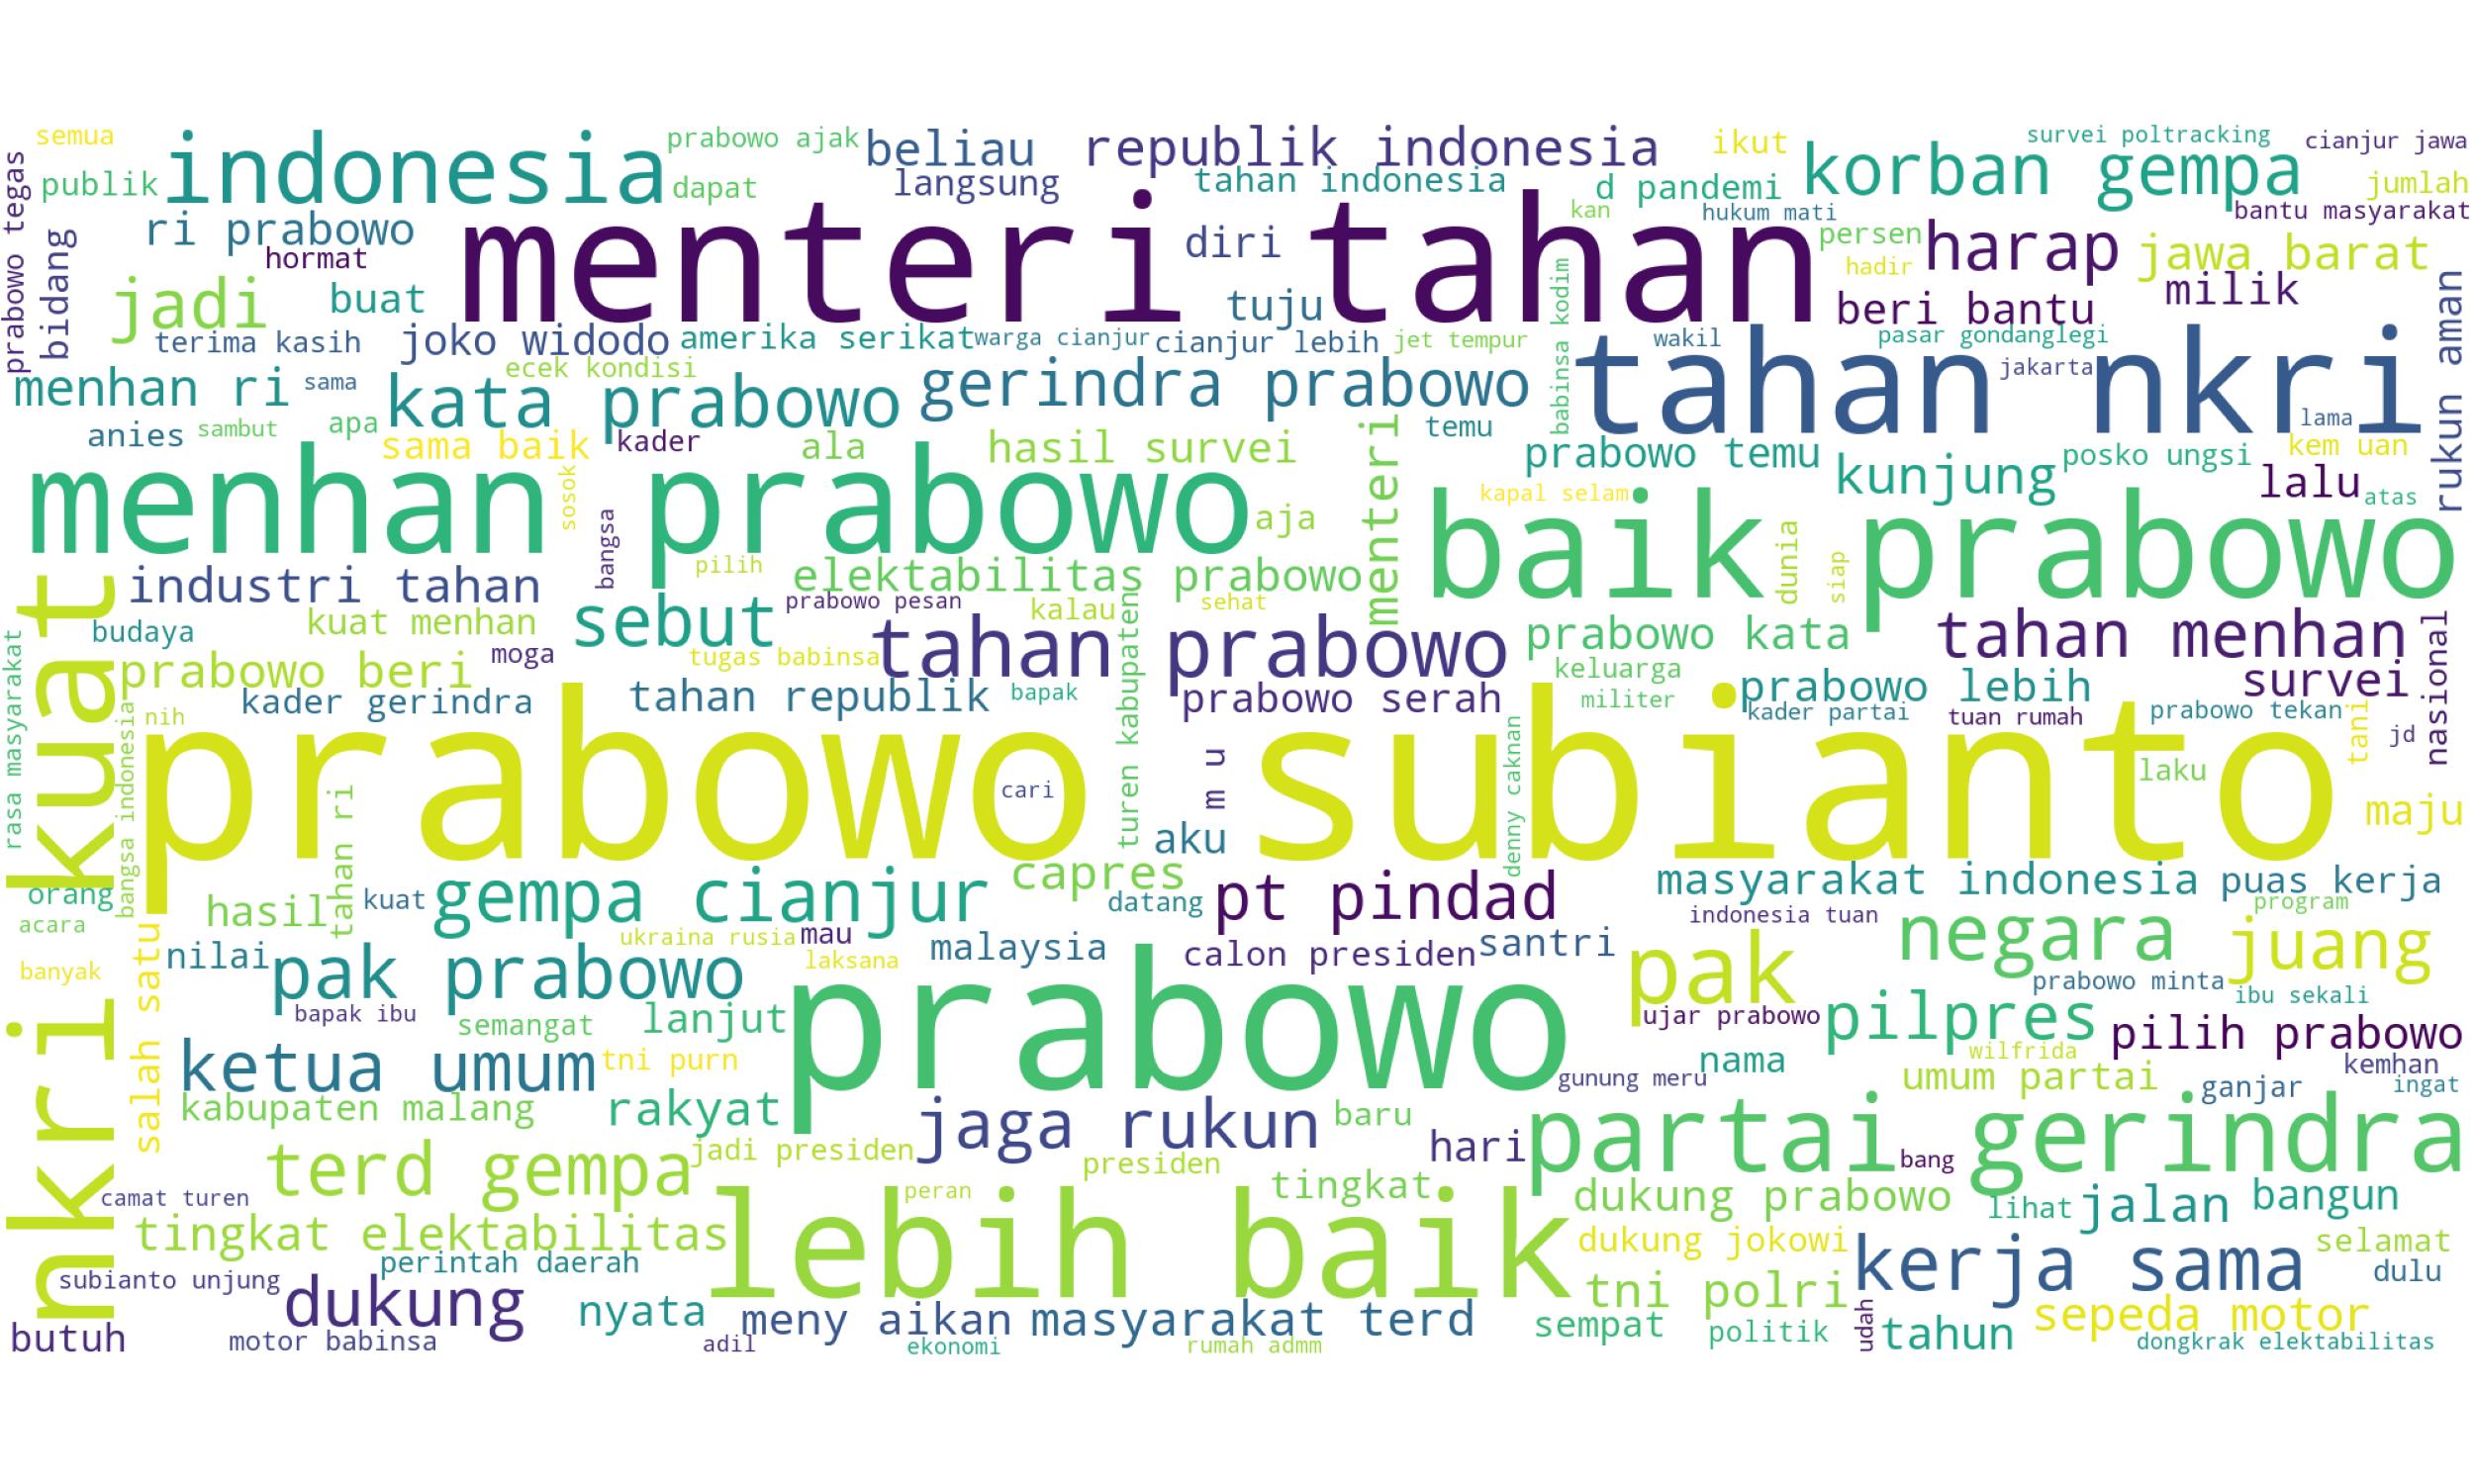 semua
prabowo tegas
publik
indonesia
prabowo ajak
dapat
beliau
langsung
republik indonesia
tahan indonesia
ikut
d pandemi
korban gempa
survei poltracking
cianjur jawa
jumlah
bantu masyarakat
bidang
ri prabowo
hormat
menteri tahan
diri
tuju
kan
hukum mati
persen
hadir
harap
jawa barat
milik
beri bantu
rukun aman
jadi
buat
terima kasih
joko widodo
amerika serikat
warga cianjur
cianjur lebih
jet tempur
babinsa kodim
wakil
pasar gondanglegi
jakarta
tahan nkri
lama
menhan ri
sama
ecek kondisi
kata prabowo
gerindra prabowo
anies
sambut
apa
sama baik
kader
ala
hasil survei
menteri
temu
prabowo temu
kunjung
posko ungsi
kem uan
lalu
atas
menhan prabowo
sosok
bangsa
aja
kapal selam
baik prabowo
dunia
siap
pilih
elektabilitas prabowo
industri tahan
nkri kuat
budaya
kuat menhan
sebut
prabowo pesan
kalau
sehat
turen kabupaten
tahan prabowo
prabowo kata
tahan menhan
nasional
rasa masyarakat
prabowo beri
moga
tugas babinsa
keluarga
survei
kader gerindra
tahan republik
bapak
prabowo serah
militer
prabowo lebih
kader partai
tuan rumah
prabowo tekan
tani
jd
bangsa indonesia
nih
prabowo subianto
cari
m u
denny caknan
laku
maju
tahan ri
aku
orang
acara
hasil
kuat
gempa cianjur
capres
datang
pt pindad
masyarakat indonesia
puas kerja
program
indonesia tuan
negara
juang
banyak
salah satu
nilai
ukraina rusia
mau
laksana
malaysia
calon presiden
santri
pak
pak prabowo
bapak ibu
semangat
lanjut
prabowo
prabowo minta
ibu sekali
ujar prabowo
pilpres
pilih prabowo
ketua umum
tni purn
nama
wilfrida
kemhan
gunung meru
umum partai
ganjar
ingat
kabupaten malang
rakyat
jaga rukun
baru
hari
partai gerindra
bang
terd gempa
jadi presiden
presiden
camat turen
peran
tingkat
dukung prabowo
lihat
jalan
bangun
tingkat elektabilitas
lebih baik
dukung jokowi
kerja sama
selamat
perintah daerah
subianto unjung
dulu
dukung
nyata
meny aikan
masyarakat terd
tni polri
sempat
politik
udah
tahun
sepeda motor
butuh
motor babinsa
adil
ekonomi
rumah admm
dongkrak elektabilitas